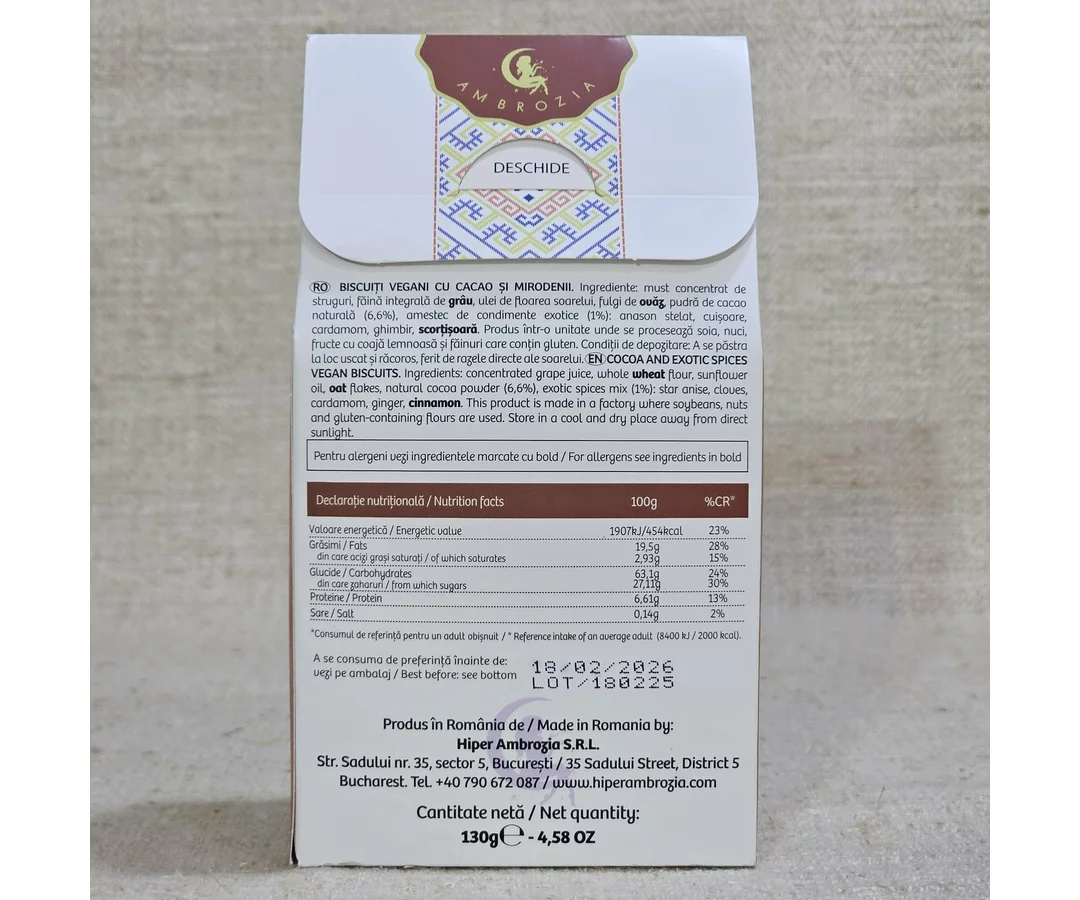 AMBROZIA
DESCHIDE
RO BISCUIȚI VEGANI CU CACAO ȘI MIRODENII. Ingrediente: must concentrat de
struguri, făină integrală de grâu, ulei de floarea soarelui, fulgi de ovăz, pudră de cacao
naturală (6,6%), amestec de condimente exotice (1%): anason stelat, cuișoare,
cardamom, ghimbir, scorțișoară. Produs într-o unitate unde se procesează soia, nuci,
fructe cu coajă lemnoasă și făinuri care conțin gluten. Condiții de depozitare: A se păstra
la loc uscat și răcoros, ferit de razele directe ale soarelui. EN COCOA AND EXOTIC SPICES
VEGAN BISCUITS. Ingredients: concentrated grape juice, whole wheat flour, sunflower
oil, oat flakes, natural cocoa powder (6,6%), exotic spices mix (1%): star anise, cloves,
cardamom, ginger, cinnamon. This product is made in a factory where soybeans, nuts
and gluten-containing flours are used. Store in a cool and dry place away from direct
sunlight.
Pentru alergeni vezi ingredientele marcate cu bold / For allergens see ingredients in bold
Declarație nutrițională / Nutrition facts 100g %CR*
Valoare energetică / Energetic value 1907kJ/454kcal 23%
Grăsimi / Fats 19,5g 28%
din care acizi grași saturați / of which saturates 2,93g 15%
Glucide / Carbohydrates 63,1g 24%
din care zaharuri / from which sugars 27,11g 30%
Proteine / Protein 6,61g 13%
Sare / Salt 0,14g 2%
*Consumul de referință pentru un adult obișnuit / * Reference intake of an average adult (8400 kJ / 2000 kcal).
A se consuma de preferință înainte de: 18/02/2026
vezi pe ambalaj / Best before: see bottom LOT/180225
Produs în România de / Made in Romania by:
Hiper Ambrozia S.R.L.
Str. Sadului nr. 35, sector 5, București / 35 Sadului Street, District 5
Bucharest. Tel. +40 790 672 087 / www.hiperambrozia.com
Cantitate netă / Net quantity:
130g℮ - 4,58 OZ